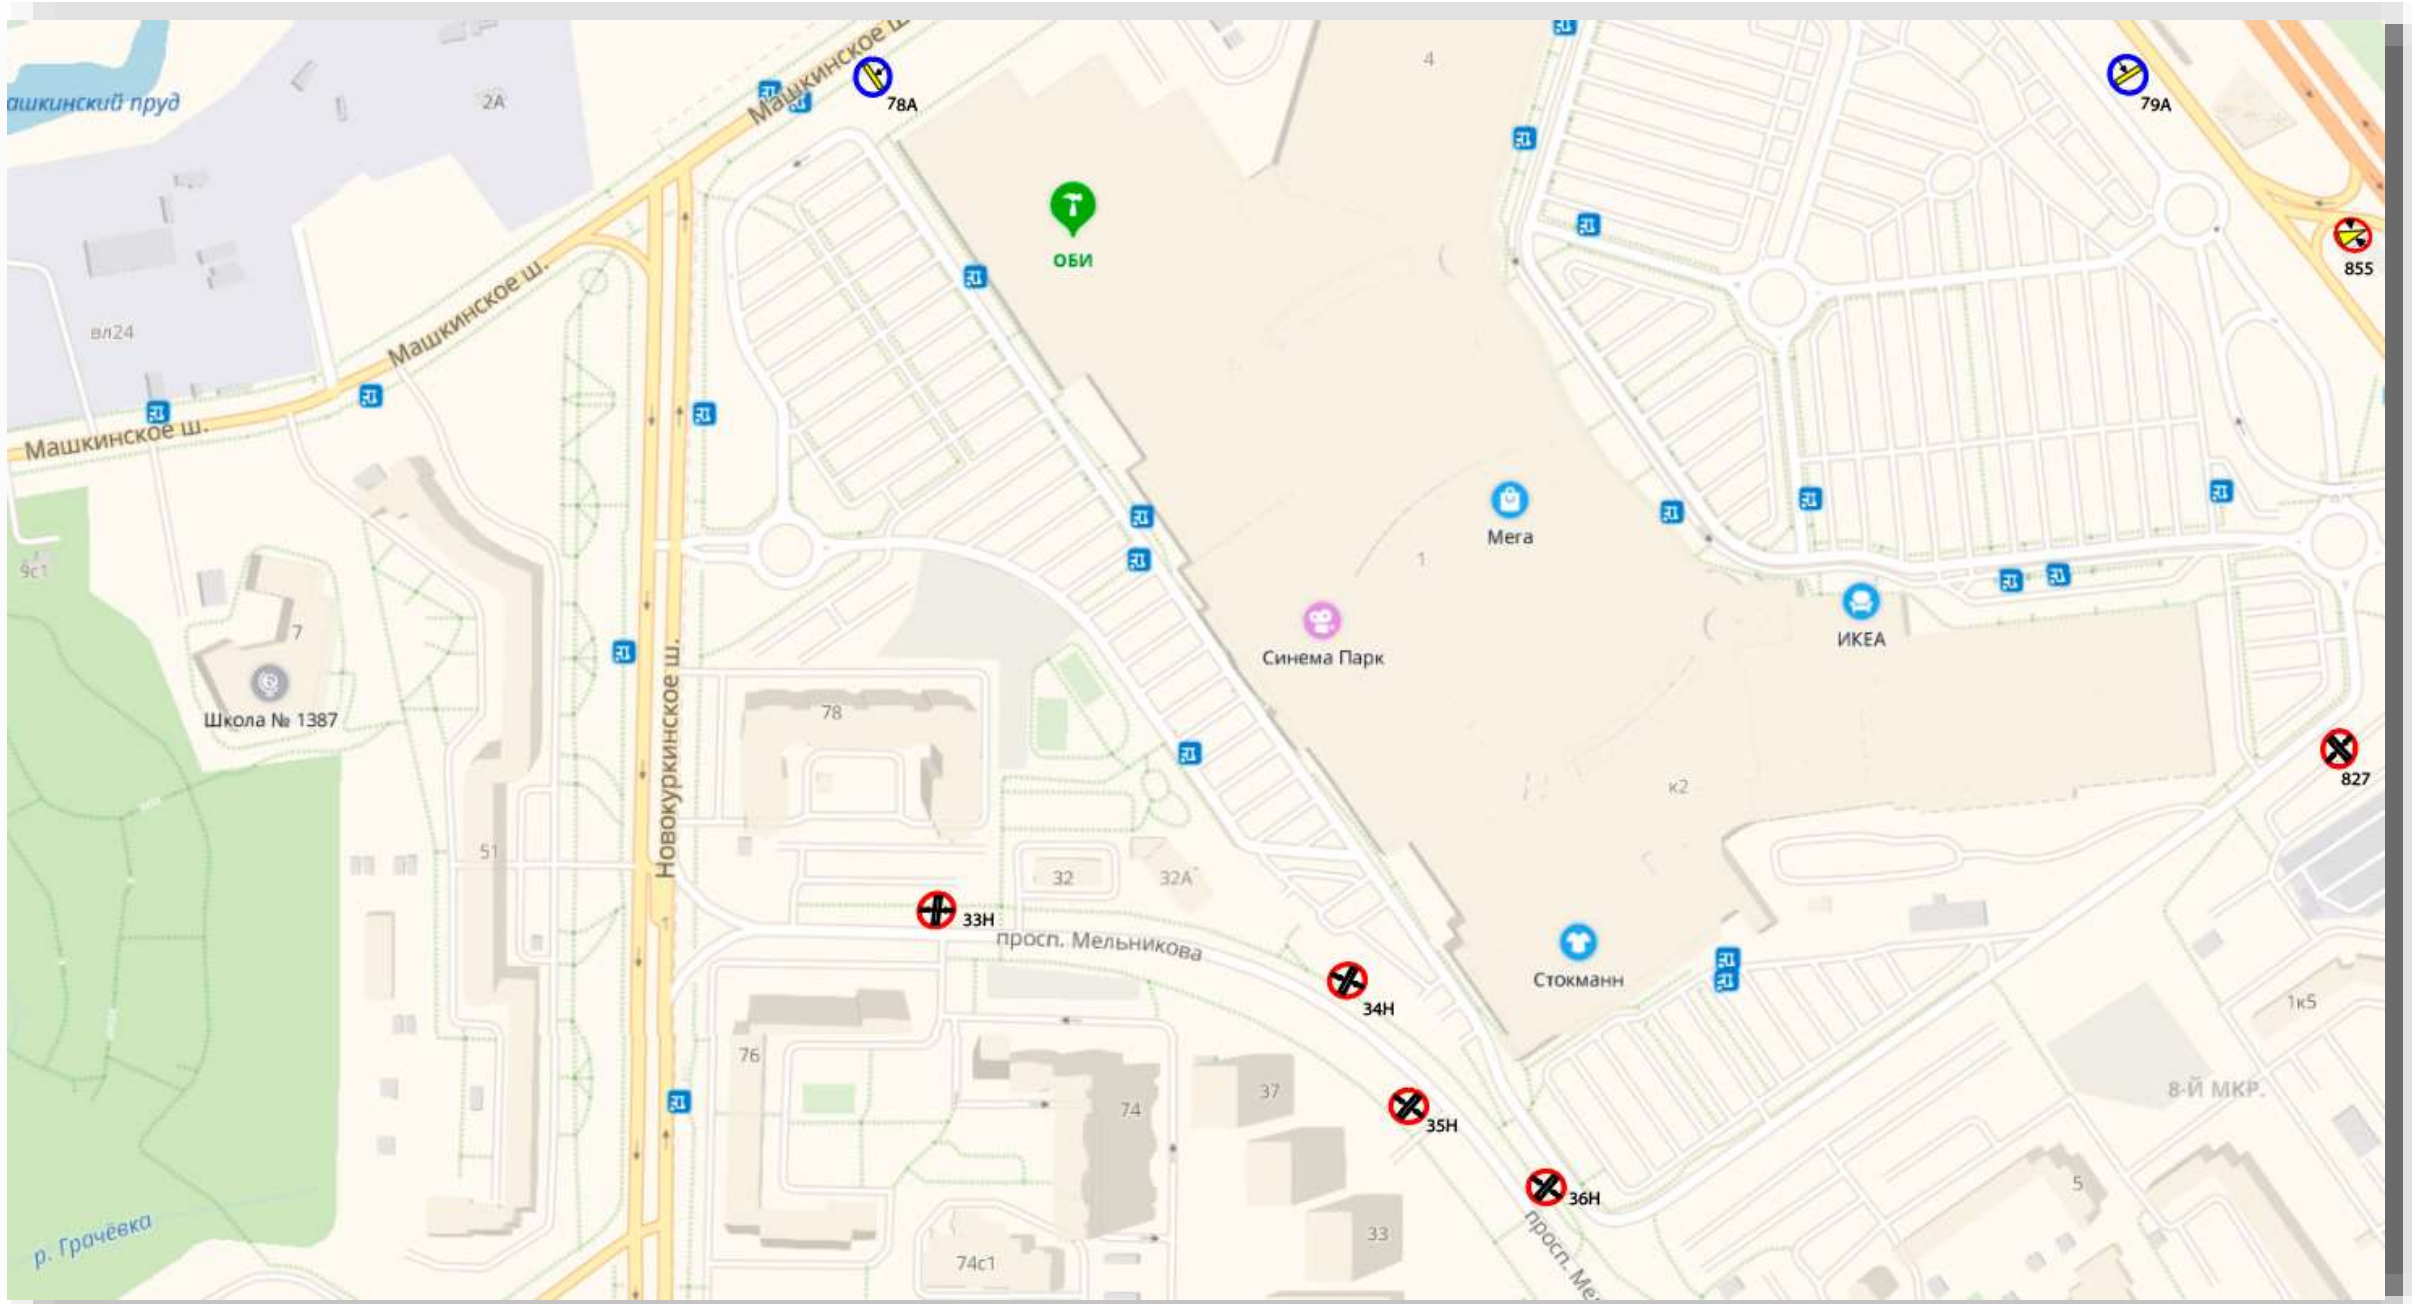 Машкинское ш.
4
78А
79А
2А
ашкинский пруд
ОБИ
855
Машкинское ш.
вл24
Машкинское ш.
Мега
1
9с1
ИКЕА
7
Синема Парк
Школа № 1387
Новокуркинское ш.
78
827
к2
51
32
32А
33Н
просп. Мельникова
Стокманн
34Н
1к5
76
74
37
8-Й МКР.
35Н
5
36Н
р. Грачёвка
33
просп. Ме
74с1